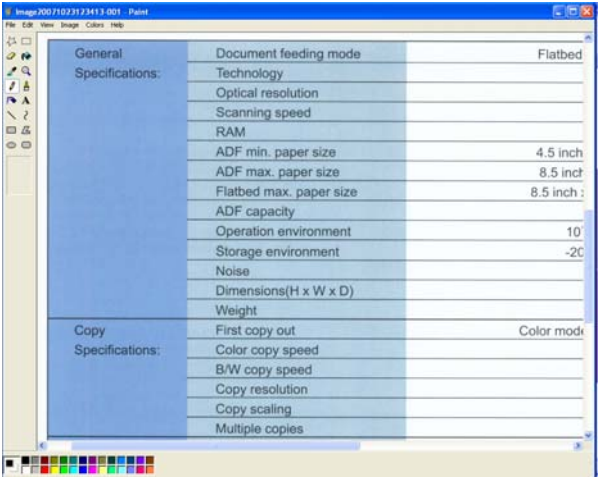 Image20071023123413-001 - Paint
File Edit View Image Colors Help
General Document feeding mode Flatbed
Specifications: Technology
Optical resolution
Scanning speed
RAM
ADF min. paper size 4.5 inch
ADF max. paper size 8.5 inch
Flatbed max. paper size 8.5 inch
ADF capacity
Operation environment 10
Storage environment -20
Noise
Dimensions(H x W x D)
Weight
Copy First copy out Color mode
Specifications: Color copy speed
B/W copy speed
Copy resolution
Copy scaling
Multiple copies